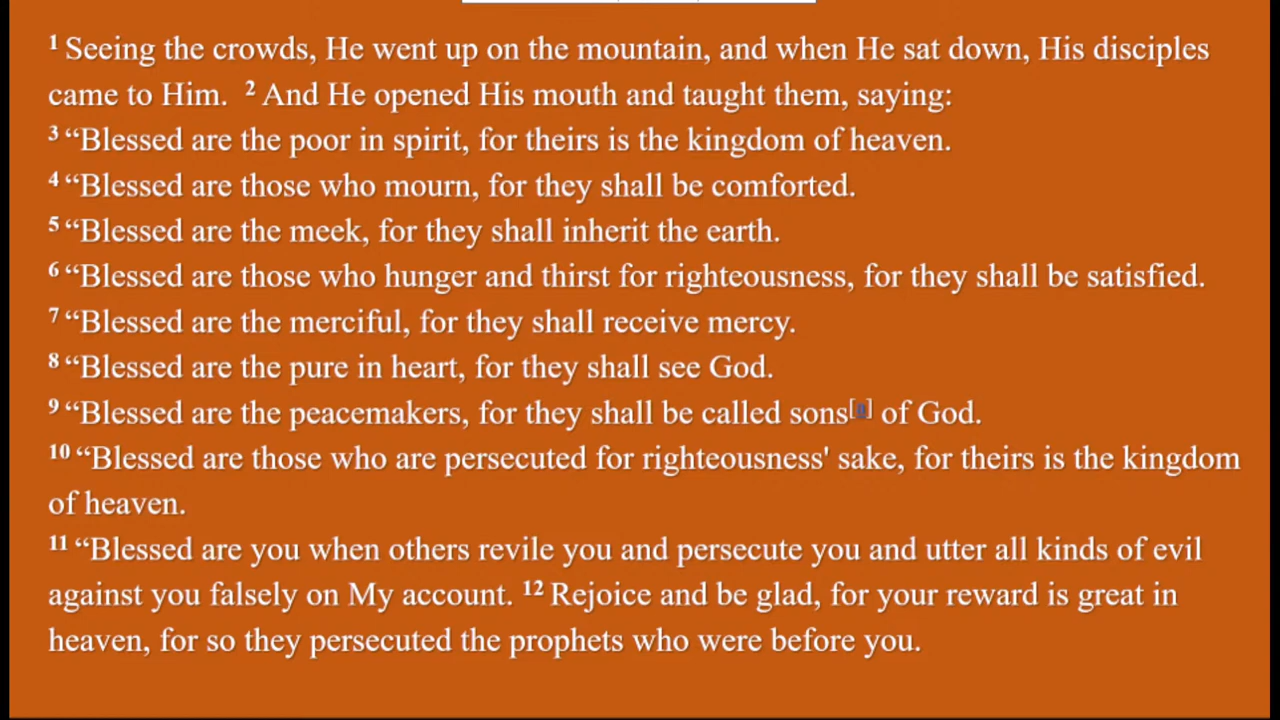 1 Seeing the crowds, He went up on the mountain, and when He sat down, His disciples
came to Him. 2 And He opened His mouth and taught them, saying:
3 “Blessed are the poor in spirit, for theirs is the kingdom of heaven.
4 “Blessed are those who mourn, for they shall be comforted.
5 “Blessed are the meek, for they shall inherit the earth.
6 “Blessed are those who hunger and thirst for righteousness, for they shall be satisfied.
7 “Blessed are the merciful, for they shall receive mercy.
8 “Blessed are the pure in heart, for they shall see God.
9 “Blessed are the peacemakers, for they shall be called sons[a] of God.
10 “Blessed are those who are persecuted for righteousness' sake, for theirs is the kingdom
of heaven.
11 “Blessed are you when others revile you and persecute you and utter all kinds of evil
against you falsely on My account. 12 Rejoice and be glad, for your reward is great in
heaven, for so they persecuted the prophets who were before you.